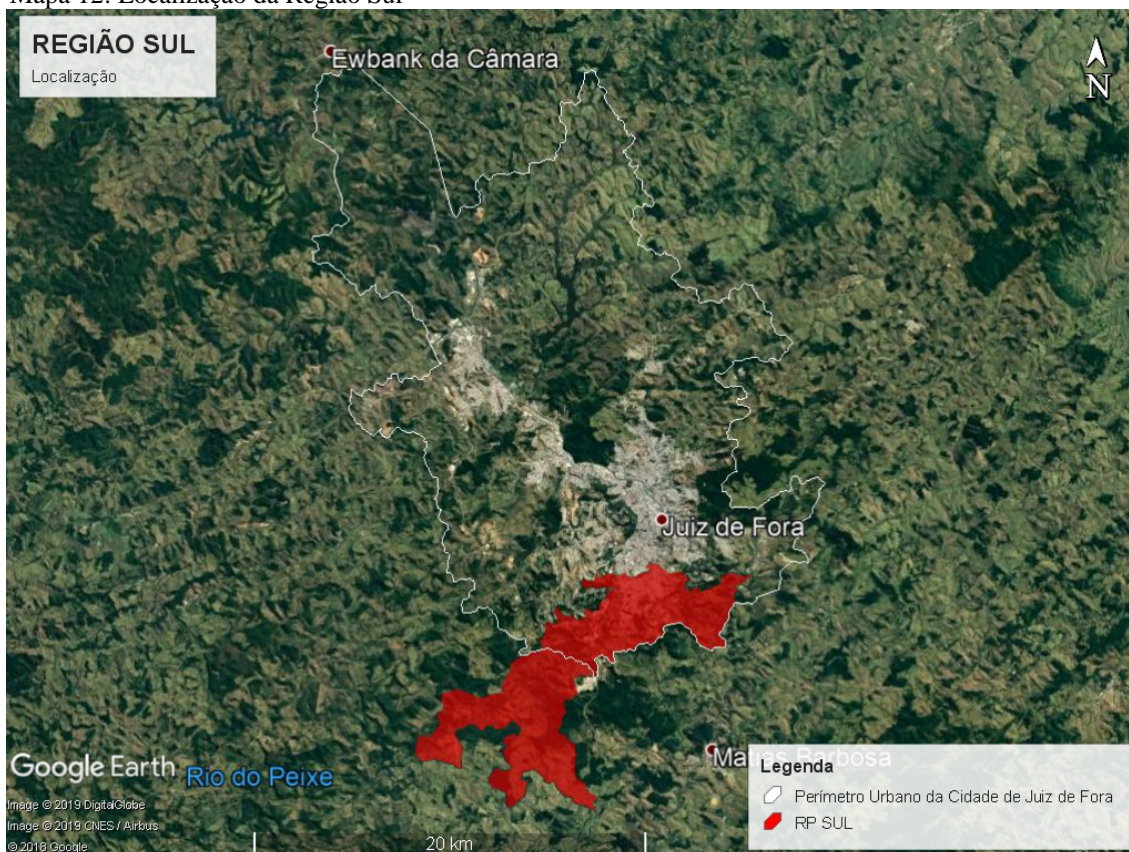 Mapa 12: Localização da Região Sul
REGIÃO SUL
Localização
Ewbank da Câmara
N
Juiz de Fora
Matias Barbosa
Google Earth
Rio do Peixe
Image © 2019 DigitalGlobe
Image © 2019 CNES / Airbus
© 2018 Google
20 km
Legenda
Perímetro Urbano da Cidade de Juiz de Fora
RP SUL